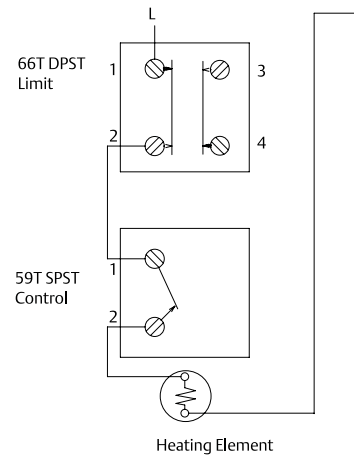 L
66T DPST
Limit
1
3
2
4
59T SPST
Control
1
2
Heating Element